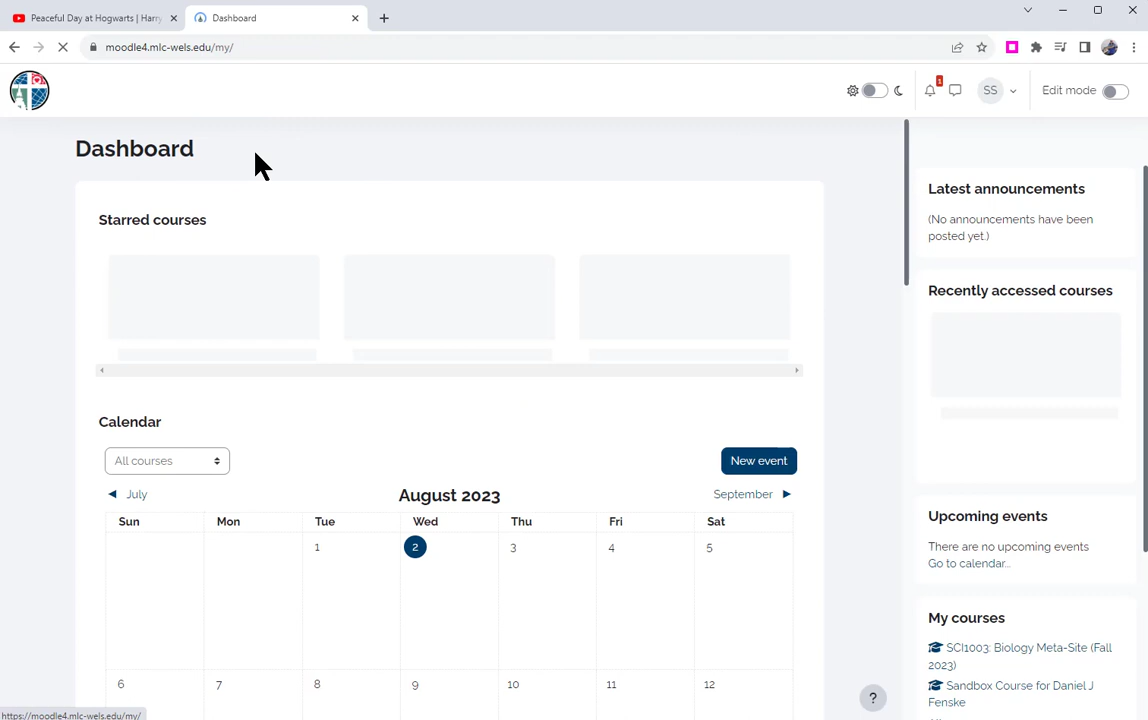 Peaceful Day at Hogwarts | Harry
Dashboard
moodle4.mlc-wels.edu/my/
1
SS
Edit mode
Dashboard
Starred courses
Calendar
All courses
New event
July
August 2023
September
Sun Mon Tue Wed Thu Fri Sat
1 2 3 4 5
6 7 8 9 10 11 12
Latest announcements
(No announcements have been
posted yet.)
Recently accessed courses
Upcoming events
There are no upcoming events
Go to calendar...
My courses
SCI1003: Biology Meta-Site (Fall
2023)
Sandbox Course for Daniel J
Fenske
?
https://moodle4.mlc-wels.edu/my/